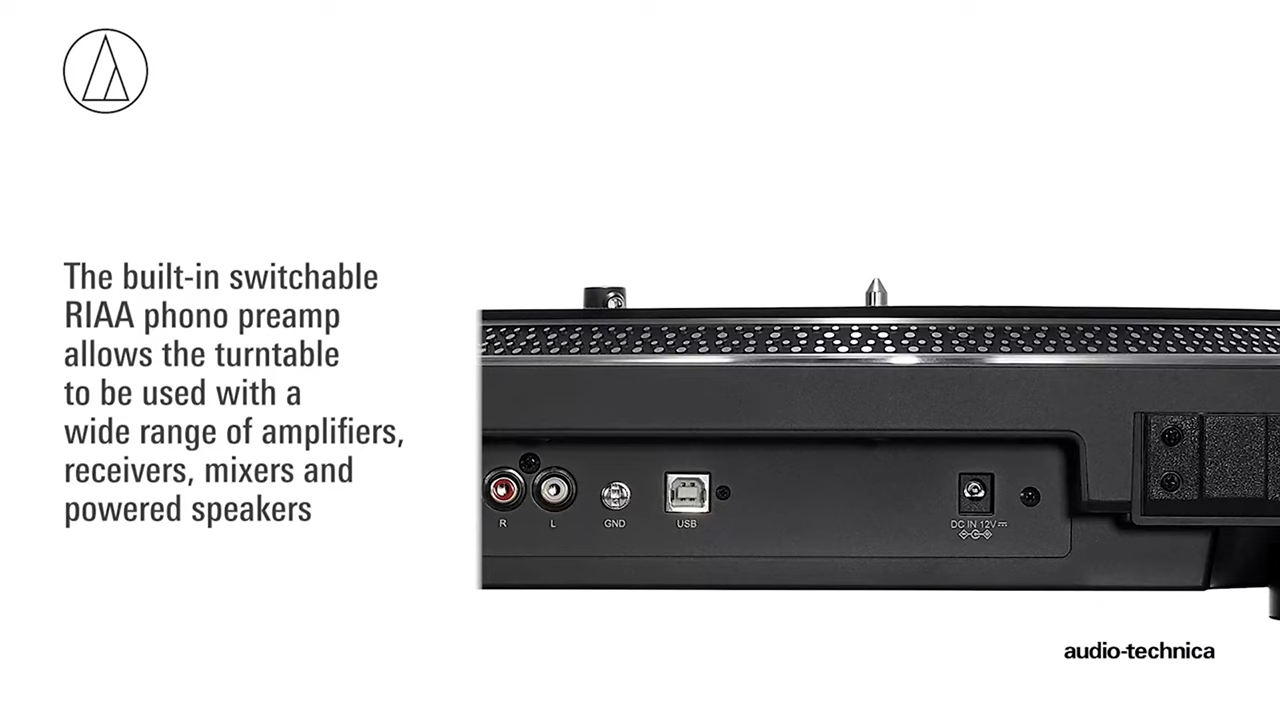 The built-in switchable
RIAA phono preamp
allows the turntable
to be used with a
wide range of amplifiers,
receivers, mixers and
powered speakers
R L GND USB DC IN 12V
audio-technica